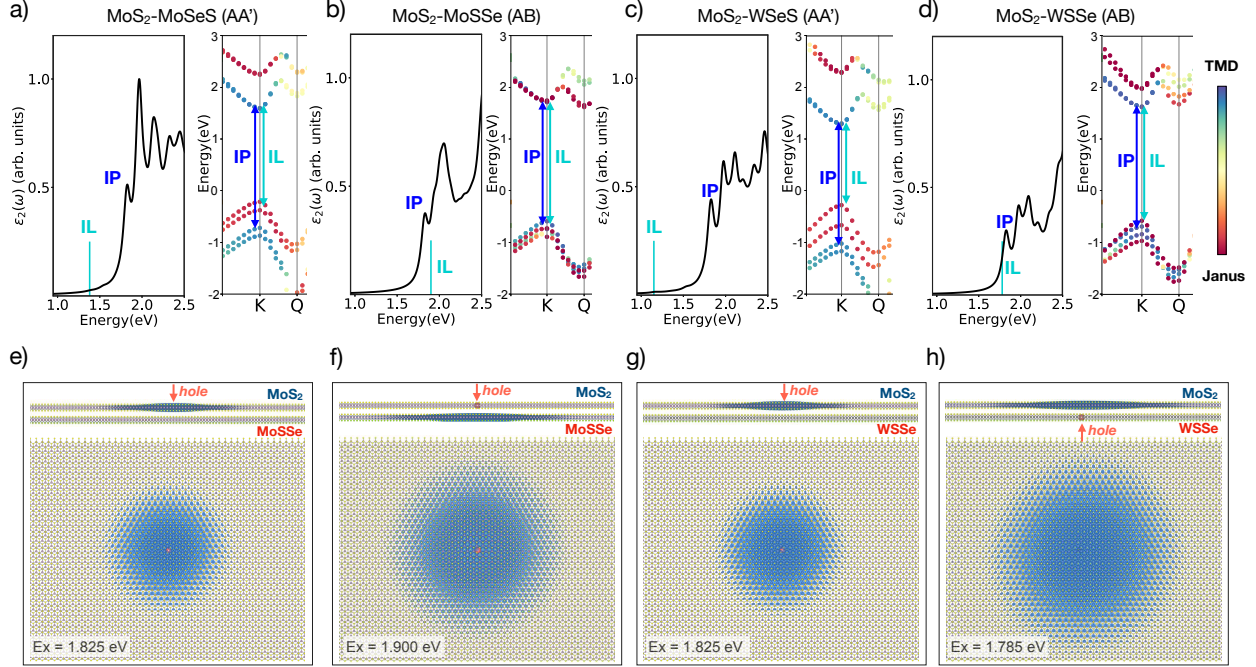 a) MoS₂-MoSeS (AA’)
ε₂(ω) (arb. units)
1.0
0.5
IP
IL
1.0 1.5 2.0 2.5
Energy(eV)
Energy(eV)
3
2
1
0
-1
-2
IP
IL
K Q
b) MoS₂-MoSSe (AB)
ε₂(ω) (arb. units)
1.0
0.5
IP
IL
1.0 1.5 2.0 2.5
Energy(eV)
Energy(eV)
3
2
1
0
-1
-2
IP
IL
K Q
c) MoS₂-WSeS (AA’)
ε₂(ω) (arb. units)
1.0
0.5
IP
IL
1.0 1.5 2.0 2.5
Energy(eV)
Energy(eV)
3
2
1
0
-1
-2
IP
IL
K Q
d) MoS₂-WSSe (AB)
ε₂(ω) (arb. units)
1.0
0.5
IP
IL
1.0 1.5 2.0 2.5
Energy(eV)
Energy(eV)
3
2
1
0
-1
-2
IP
IL
K Q
TMD
Janus
e)
hole
MoS₂
MoSSe
Ex = 1.825 eV
f)
hole
MoS₂
MoSSe
Ex = 1.900 eV
g)
hole
MoS₂
WSSe
Ex = 1.825 eV
h)
MoS₂
hole
WSSe
Ex = 1.785 eV